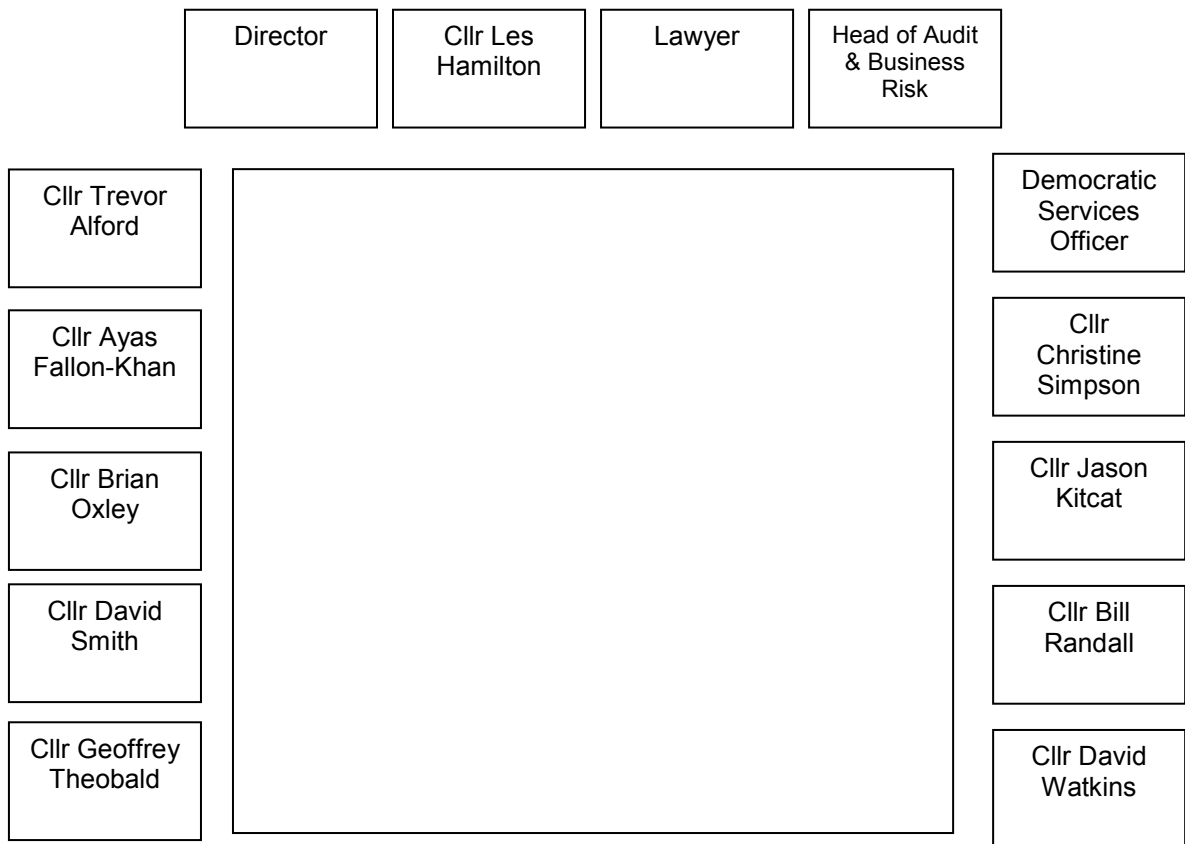 Director
Cllr Les
Hamilton
Lawyer
Head of Audit
& Business
Risk
Cllr Trevor
Alford
Democratic
Services
Officer
Cllr Ayas
Fallon-Khan
Cllr
Christine
Simpson
Cllr Brian
Oxley
Cllr Jason
Kitcat
Cllr David
Smith
Cllr Bill
Randall
Cllr Geoffrey
Theobald
Cllr David
Watkins